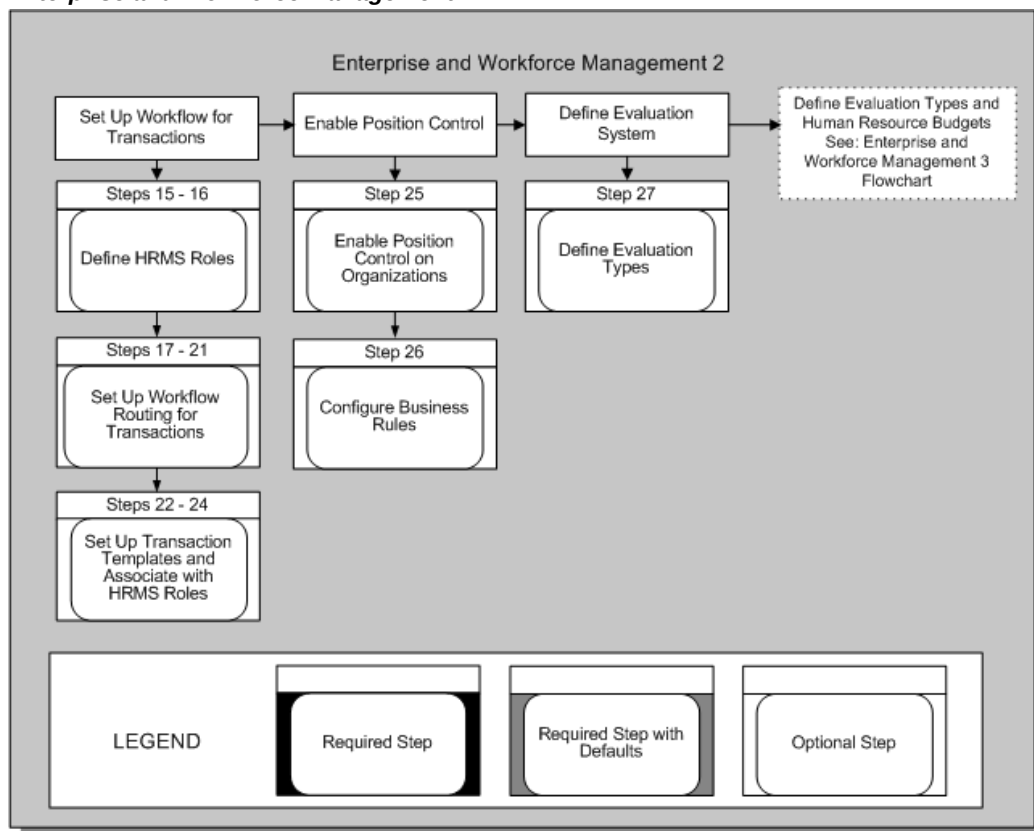 Enterprise and Workforce Management 2
Set Up Workflow for
Transactions
Enable Position Control
Define Evaluation
System
Define Evaluation Types and
Human Resource Budgets
See: Enterprise and
Workforce Management 3
Flowchart
Steps 15 - 16
Define HRMS Roles
Step 25
Enable Position
Control on
Organizations
Step 27
Define Evaluation
Types
Steps 17 - 21
Set Up Workflow
Routing for
Transactions
Step 26
Configure Business
Rules
Steps 22 - 24
Set Up Transaction
Templates and
Associate with
HRMS Roles
LEGEND
Required Step
Required Step with
Defaults
Optional Step